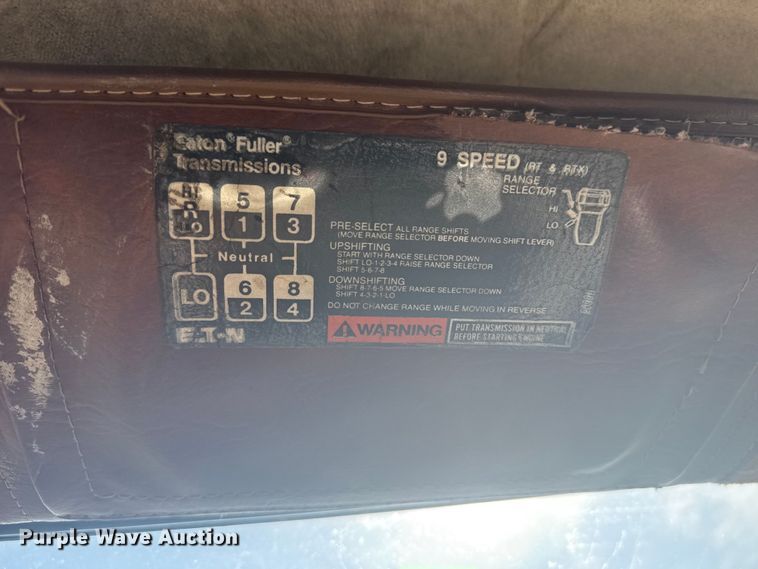 Eaton® Fuller®
Transmissions
9 SPEED (RT & RTX)
RANGE
SELECTOR
HI
LO
5 7
1 3
Neutral
LO 6 8
2 4
PRE-SELECT ALL RANGE SHIFTS
(MOVE RANGE SELECTOR BEFORE MOVING SHIFT LEVER)
UPSHIFTING
START WITH RANGE SELECTOR DOWN
SHIFT LO-1-2-3-4 RAISE RANGE SELECTOR
SHIFT 5-6-7-8
DOWNSHIFTING
SHIFT 8-7-6-5 MOVE RANGE SELECTOR DOWN
SHIFT 4-3-2-1-LO
DO NOT CHANGE RANGE WHILE MOVING IN REVERSE
EATON
WARNING
PUT TRANSMISSION IN NEUTRAL
BEFORE STARTING ENGINE
Purple Wave Auction